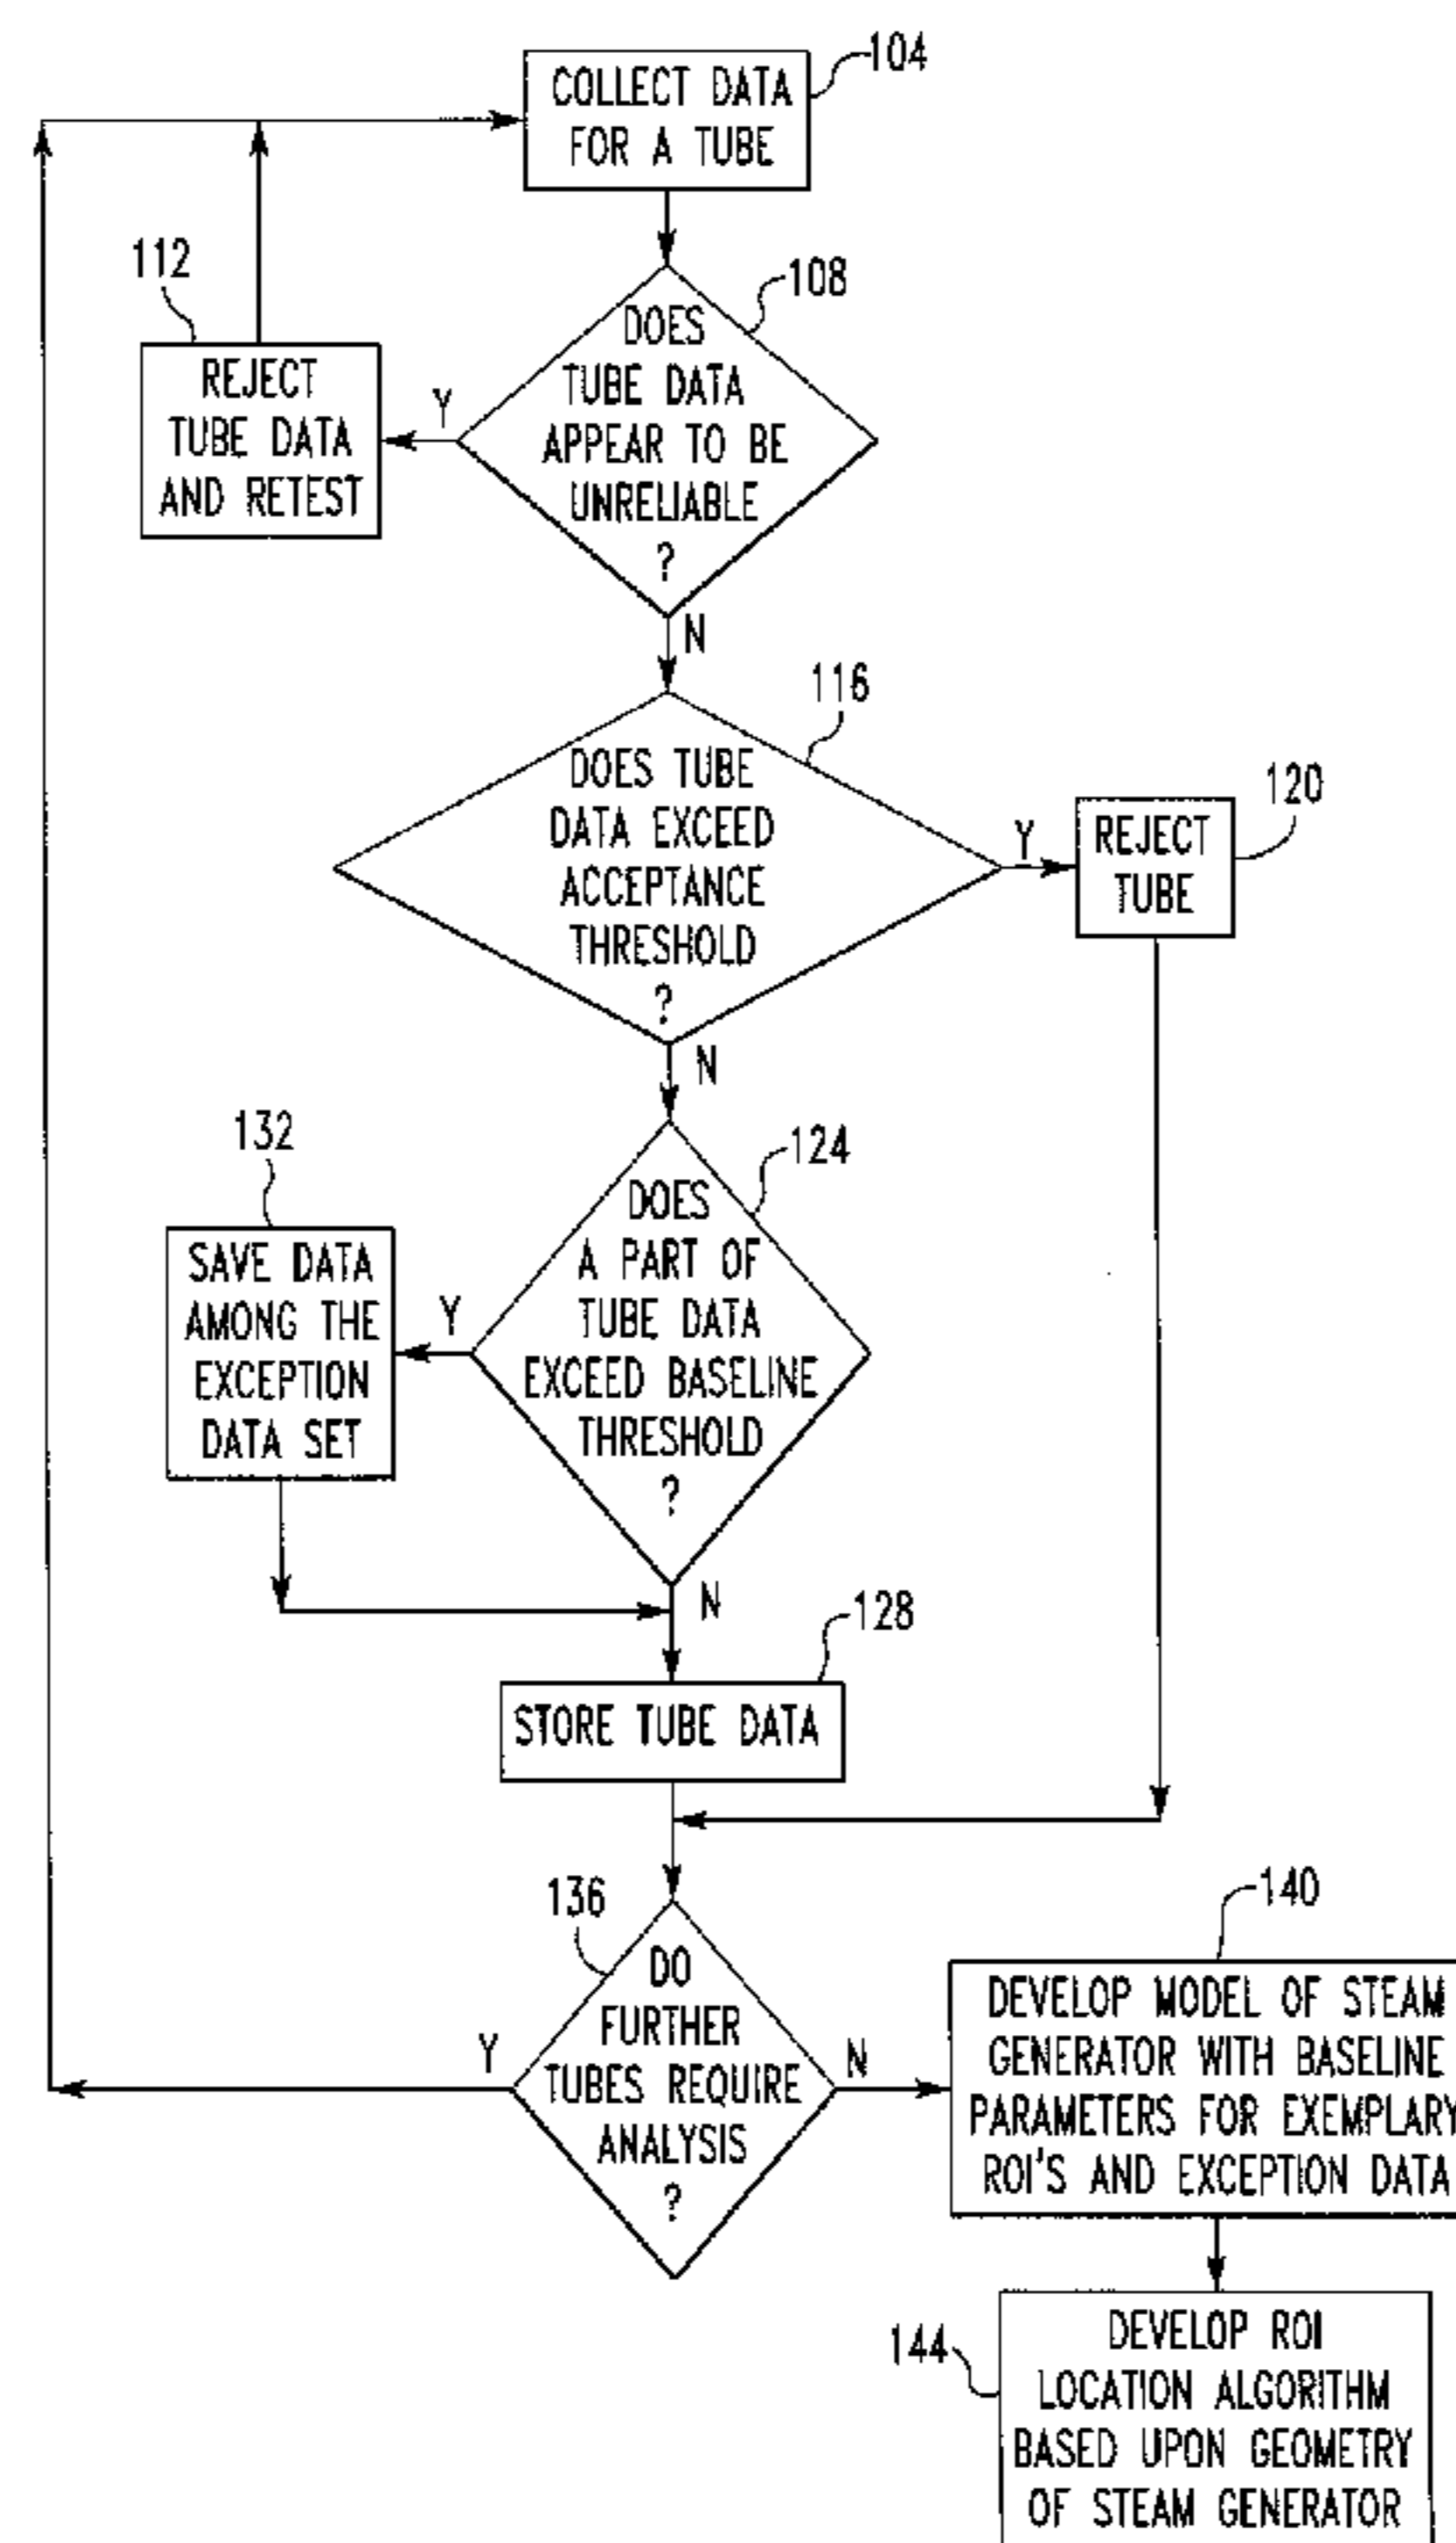 104
COLLECT DATA
FOR A TUBE
112
108
DOES
TUBE DATA
APPEAR TO BE
UNRELIABLE
?
Y
REJECT
TUBE DATA
AND RETEST
N
116
DOES TUBE
DATA EXCEED
ACCEPTANCE
THRESHOLD
?
Y
120
REJECT
TUBE
N
132
124
DOES
A PART OF
TUBE DATA
EXCEED BASELINE
THRESHOLD
?
Y
SAVE DATA
AMONG THE
EXCEPTION
DATA SET
N
128
STORE TUBE DATA
136
DO
FURTHER
TUBES REQUIRE
ANALYSIS
?
Y
N
140
DEVELOP MODEL OF STEAM
GENERATOR WITH BASELINE
PARAMETERS FOR EXEMPLARY
ROI'S AND EXCEPTION DATA
144
DEVELOP ROI
LOCATION ALGORITHM
BASED UPON GEOMETRY
OF STEAM GENERATOR